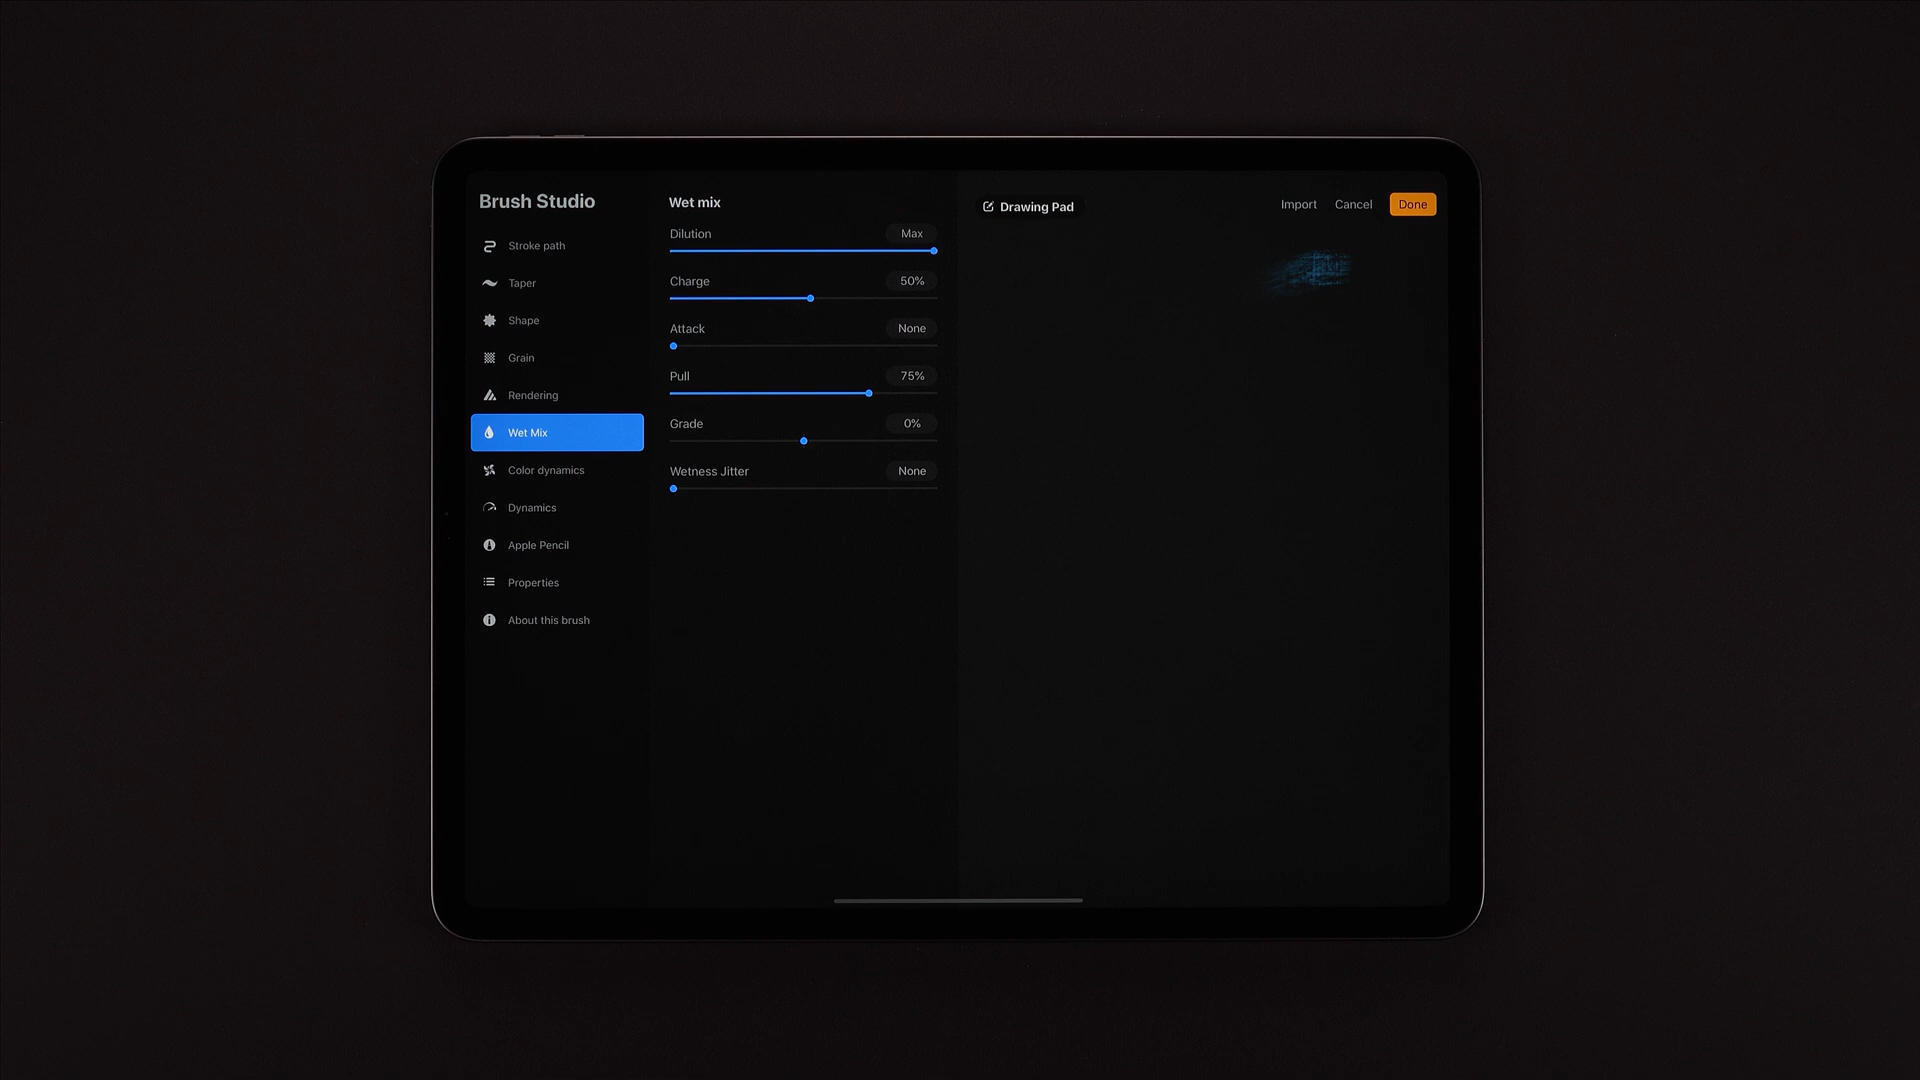 Brush Studio
Stroke path
Taper
Shape
Grain
Rendering
Wet Mix
Color dynamics
Dynamics
Apple Pencil
Properties
About this brush
Wet mix
Dilution Max
Charge 50%
Attack None
Pull 75%
Grade 0%
Wetness Jitter None
Drawing Pad
Import Cancel Done